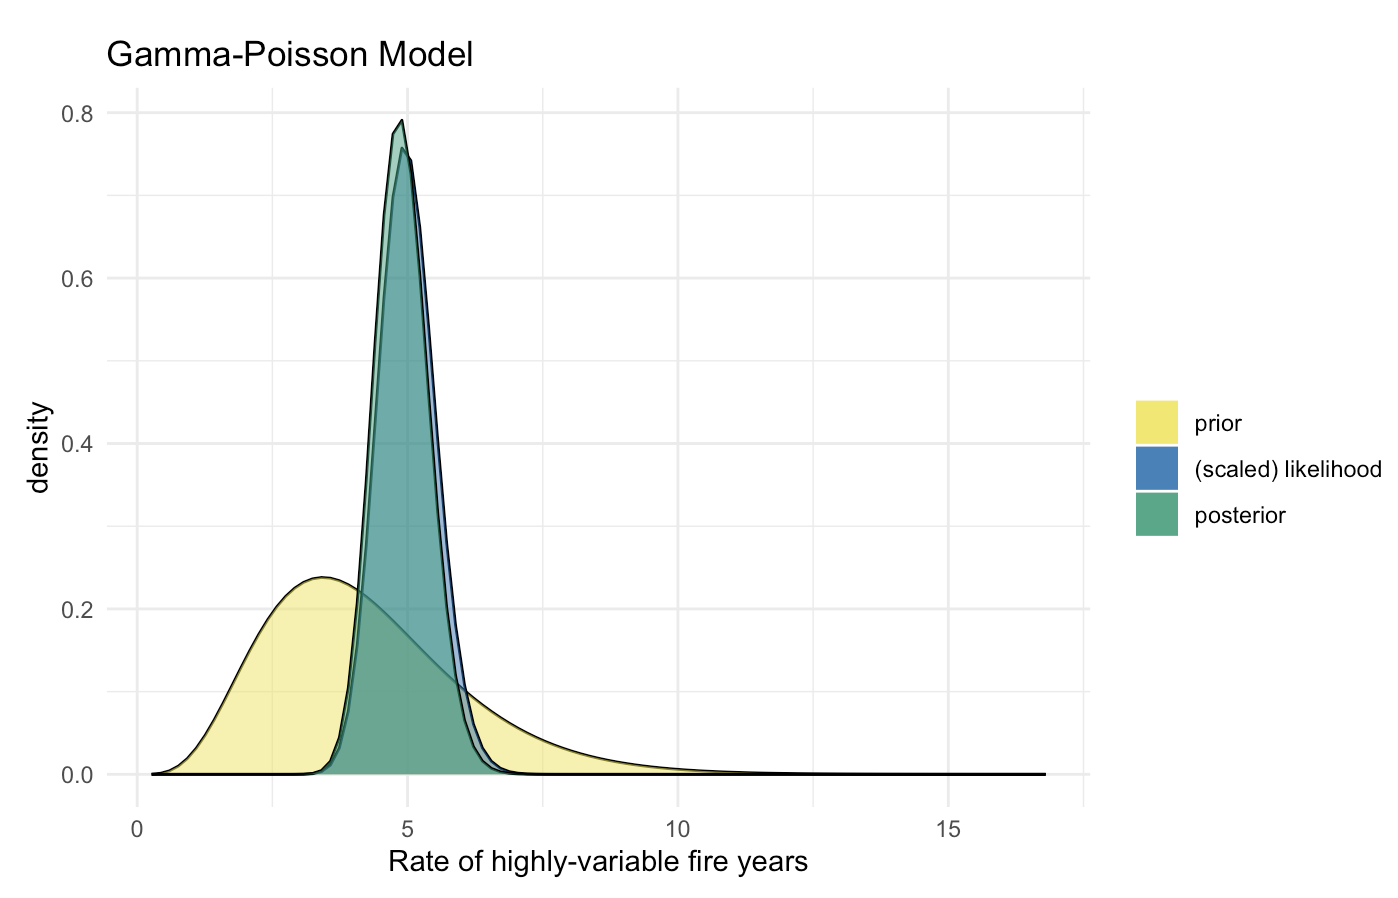 Gamma-Poisson Model
0.8
0.6
0.4
0.2
0.0
density
0 5 10 15
Rate of highly-variable fire years
prior
(scaled) likelihood
posterior